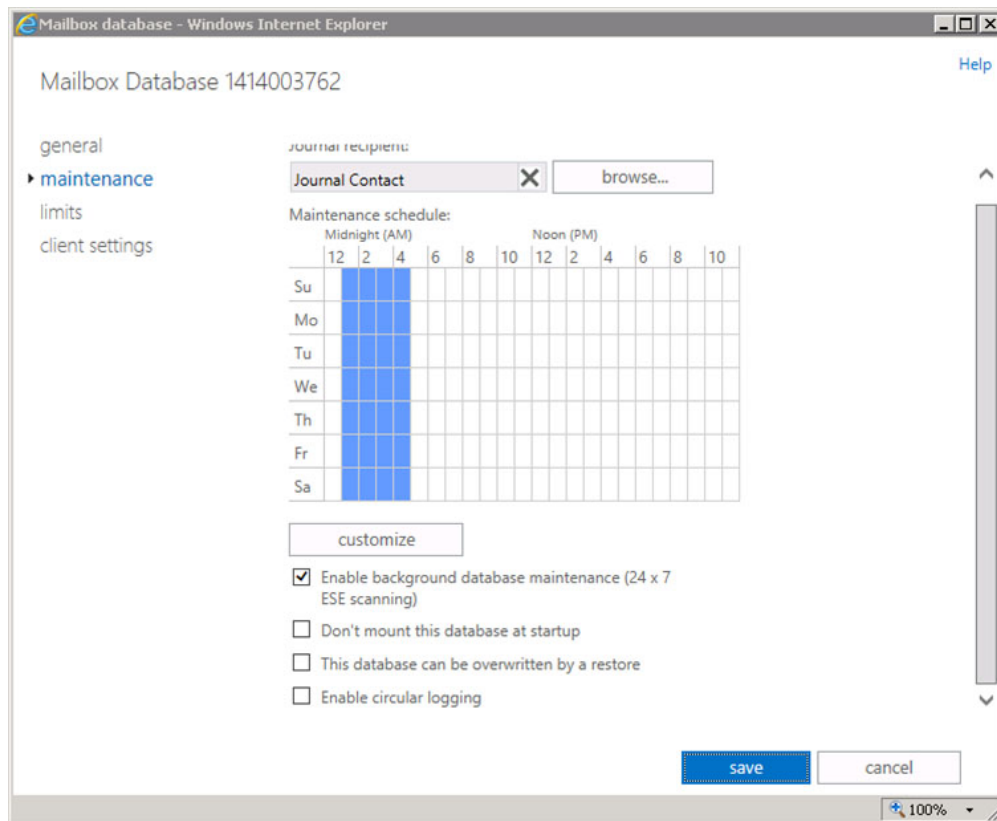 Mailbox database - Windows Internet Explorer
Help
Mailbox Database 1414003762
general
maintenance
limits
client settings
Journal recipient:
Journal Contact
browse...
Maintenance schedule:
Midnight (AM) Noon (PM)
12 2 4 6 8 10 12 2 4 6 8 10
Su
Mo
Tu
We
Th
Fr
Sa
customize
Enable background database maintenance (24 x 7
ESE scanning)
Don't mount this database at startup
This database can be overwritten by a restore
Enable circular logging
save cancel
100%